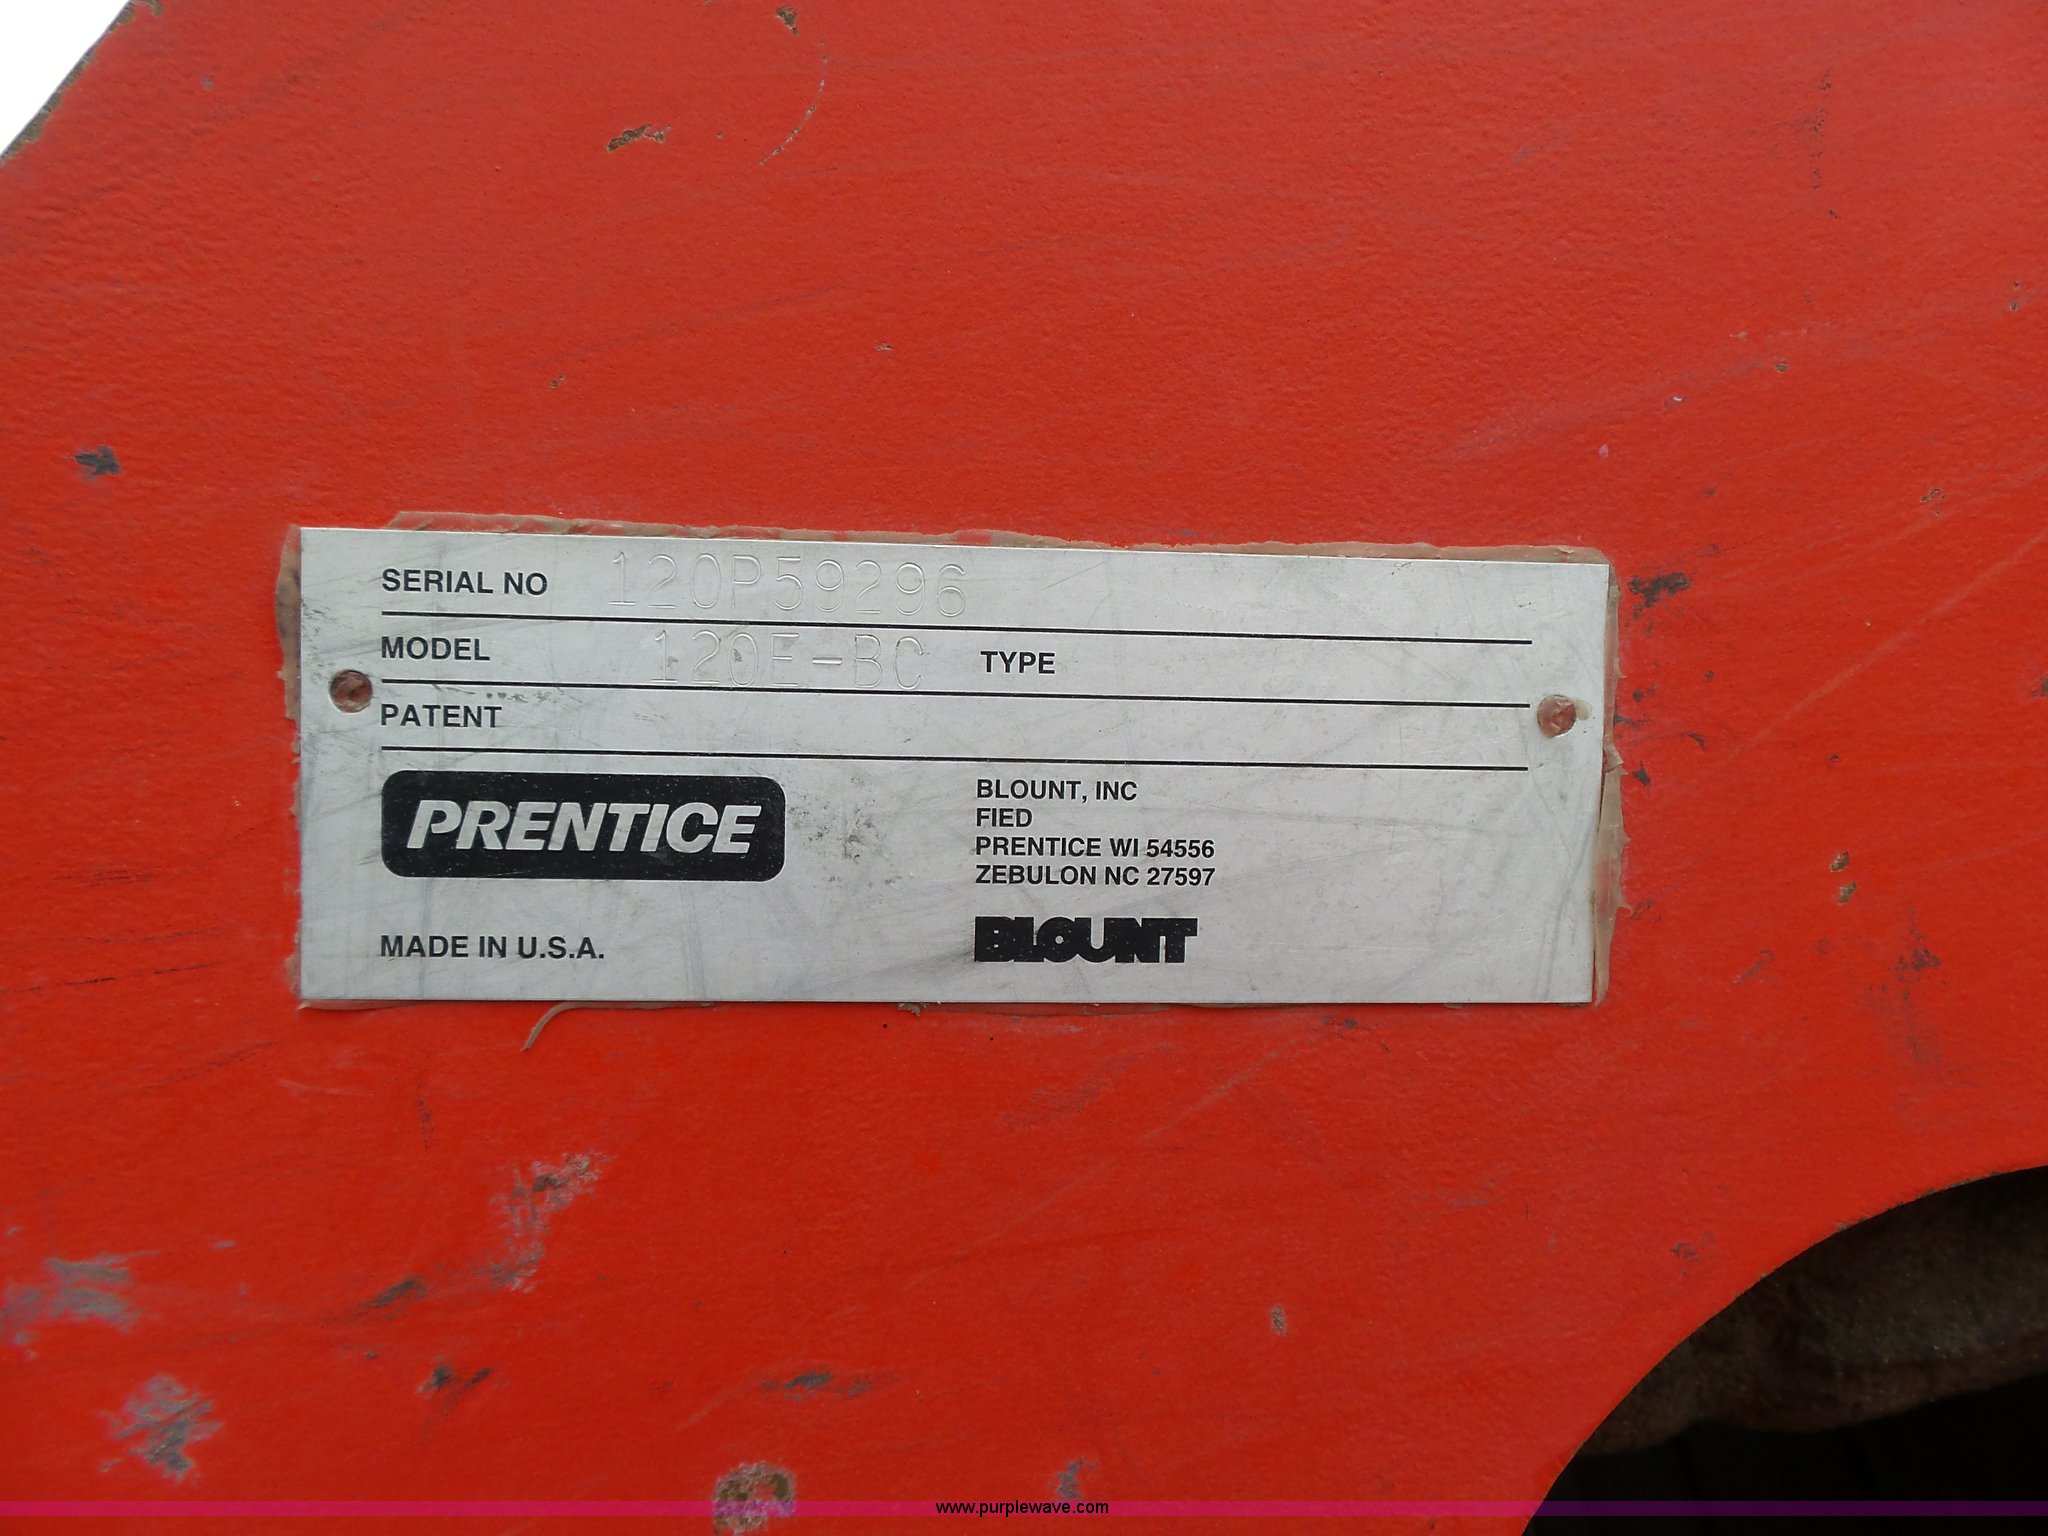 SERIAL NO 120P59296
MODEL 120E-BC TYPE
PATENT
PRENTICE
BLOUNT, INC
FIED
PRENTICE WI 54556
ZEBULON NC 27597
MADE IN U.S.A.
BLOUNT
www.purplewave.com